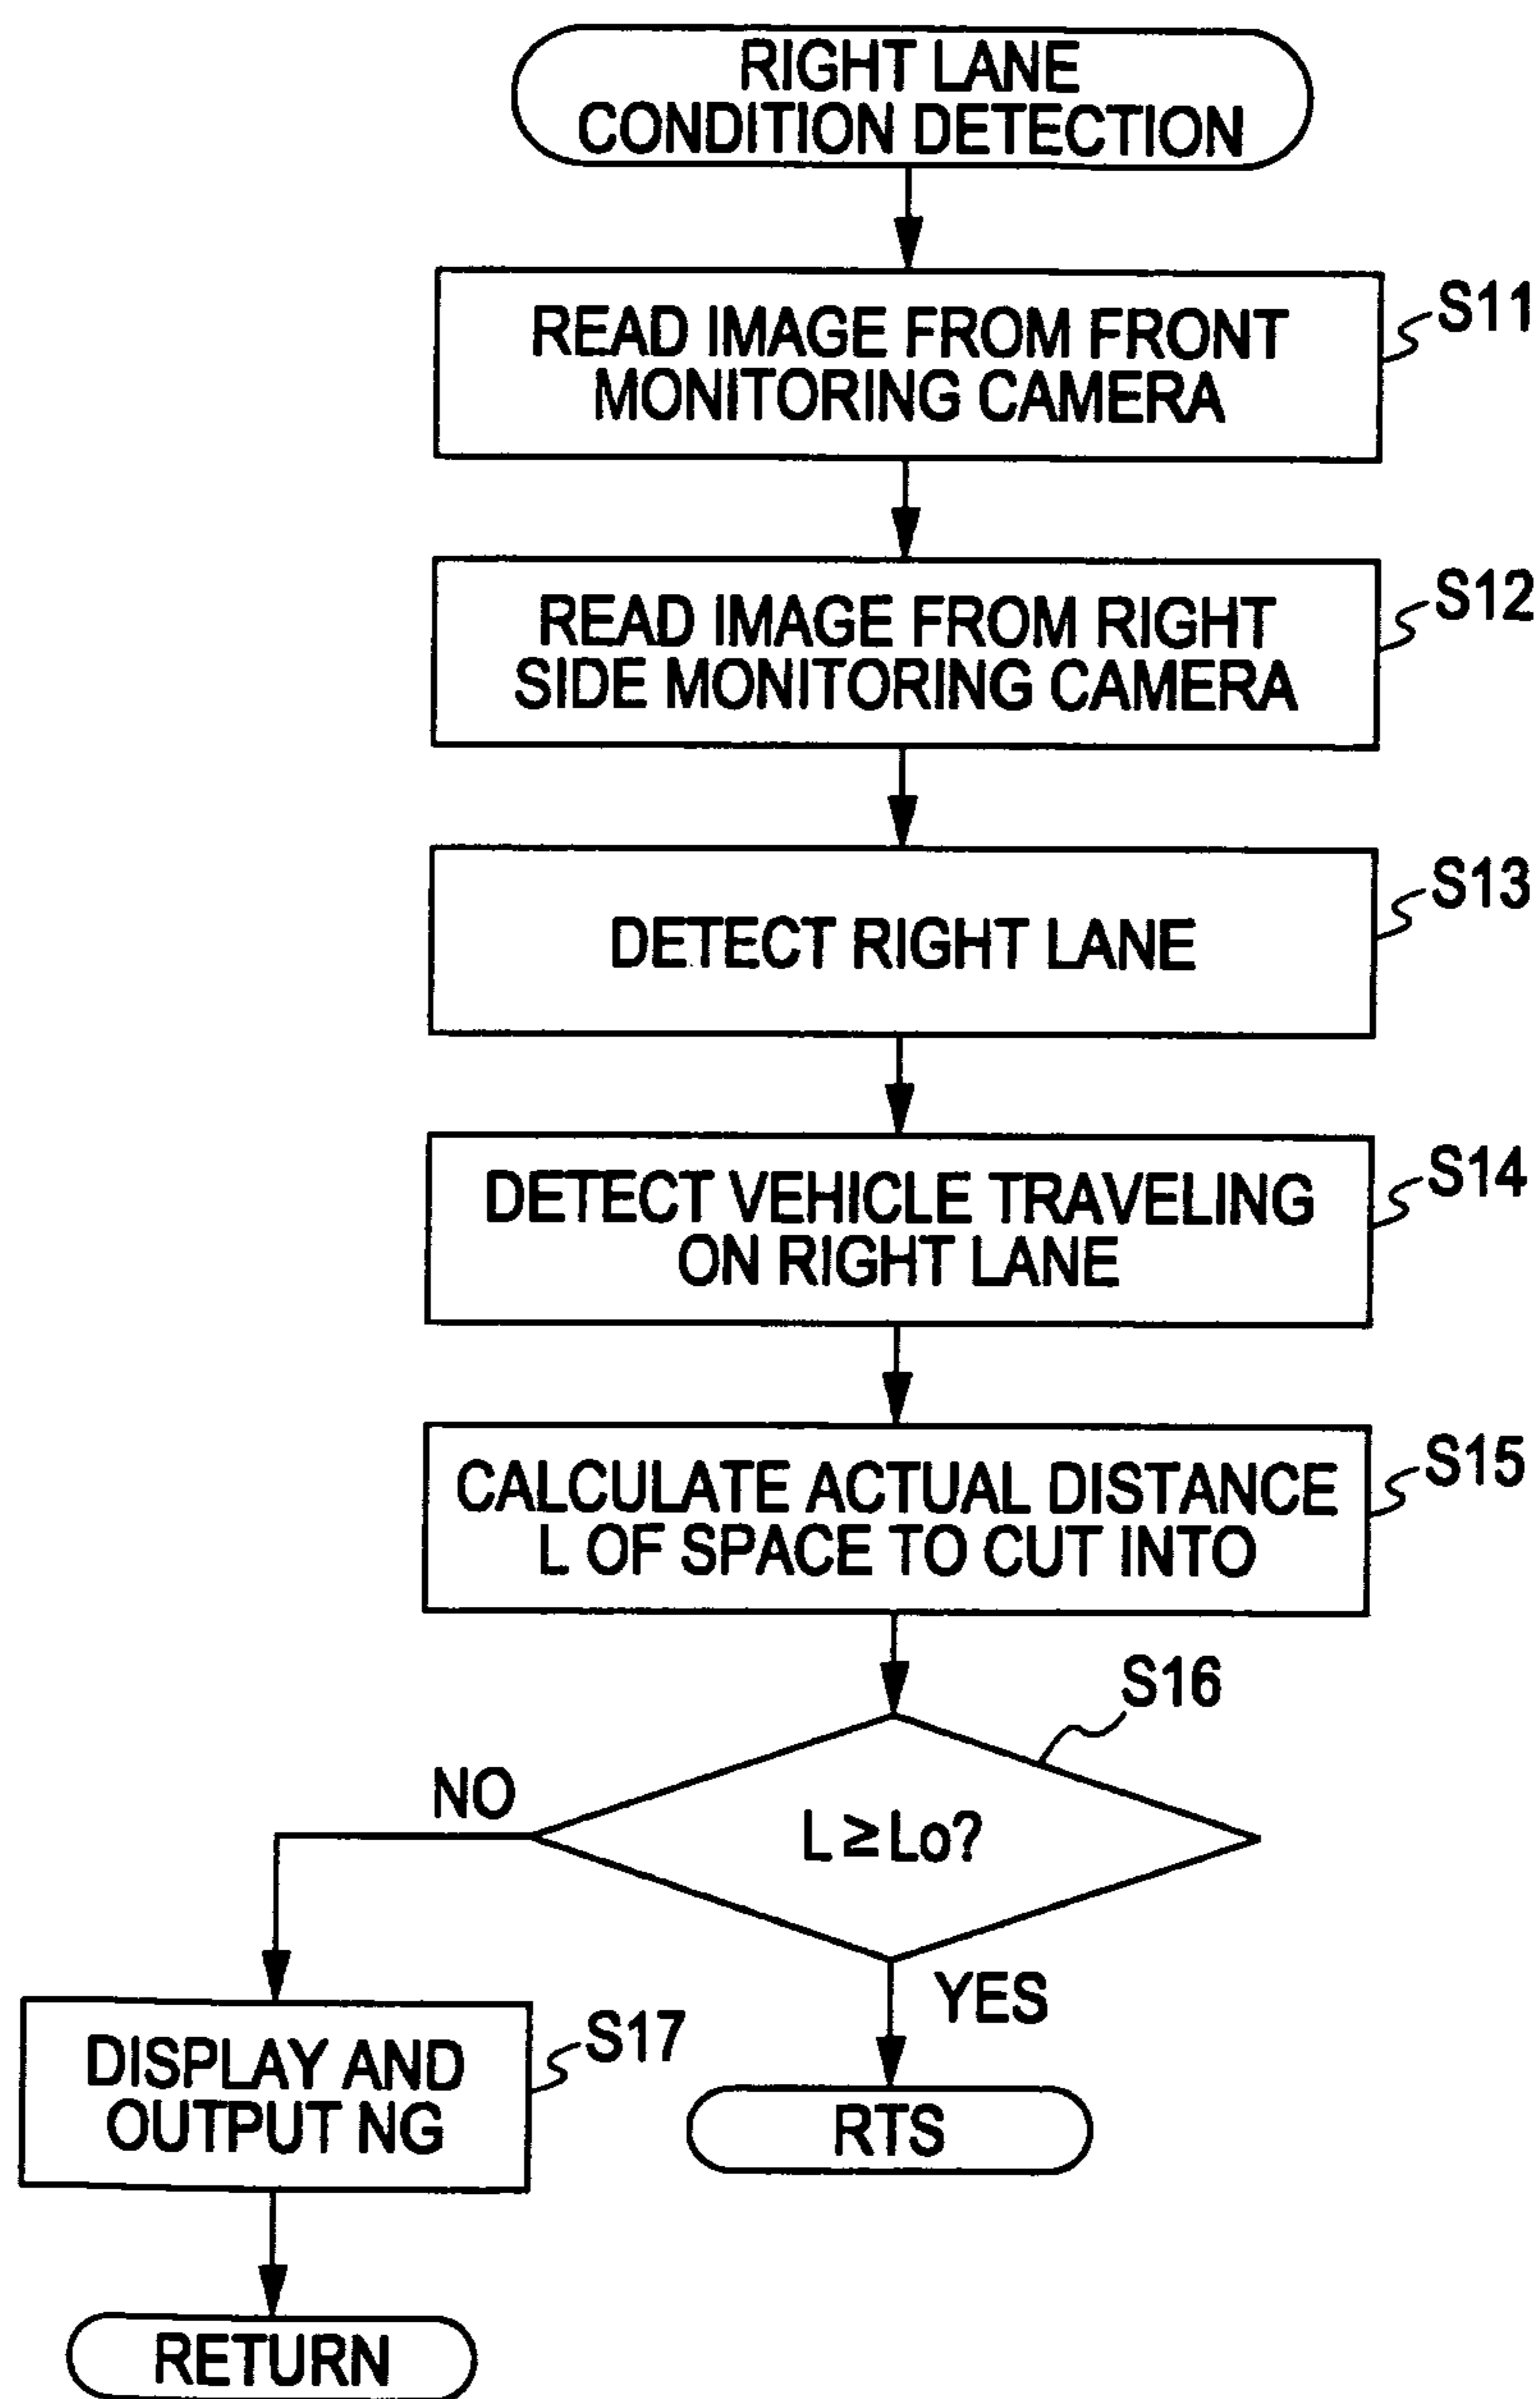 RIGHT LANE
CONDITION DETECTION
READ IMAGE FROM FRONT
MONITORING CAMERA
S11
READ IMAGE FROM RIGHT
SIDE MONITORING CAMERA
S12
DETECT RIGHT LANE
S13
DETECT VEHICLE TRAVELING
ON RIGHT LANE
S14
CALCULATE ACTUAL DISTANCE
L OF SPACE TO CUT INTO
S15
S16
L ≥ Lo?
NO
YES
DISPLAY AND
OUTPUT NG
S17
RTS
RETURN